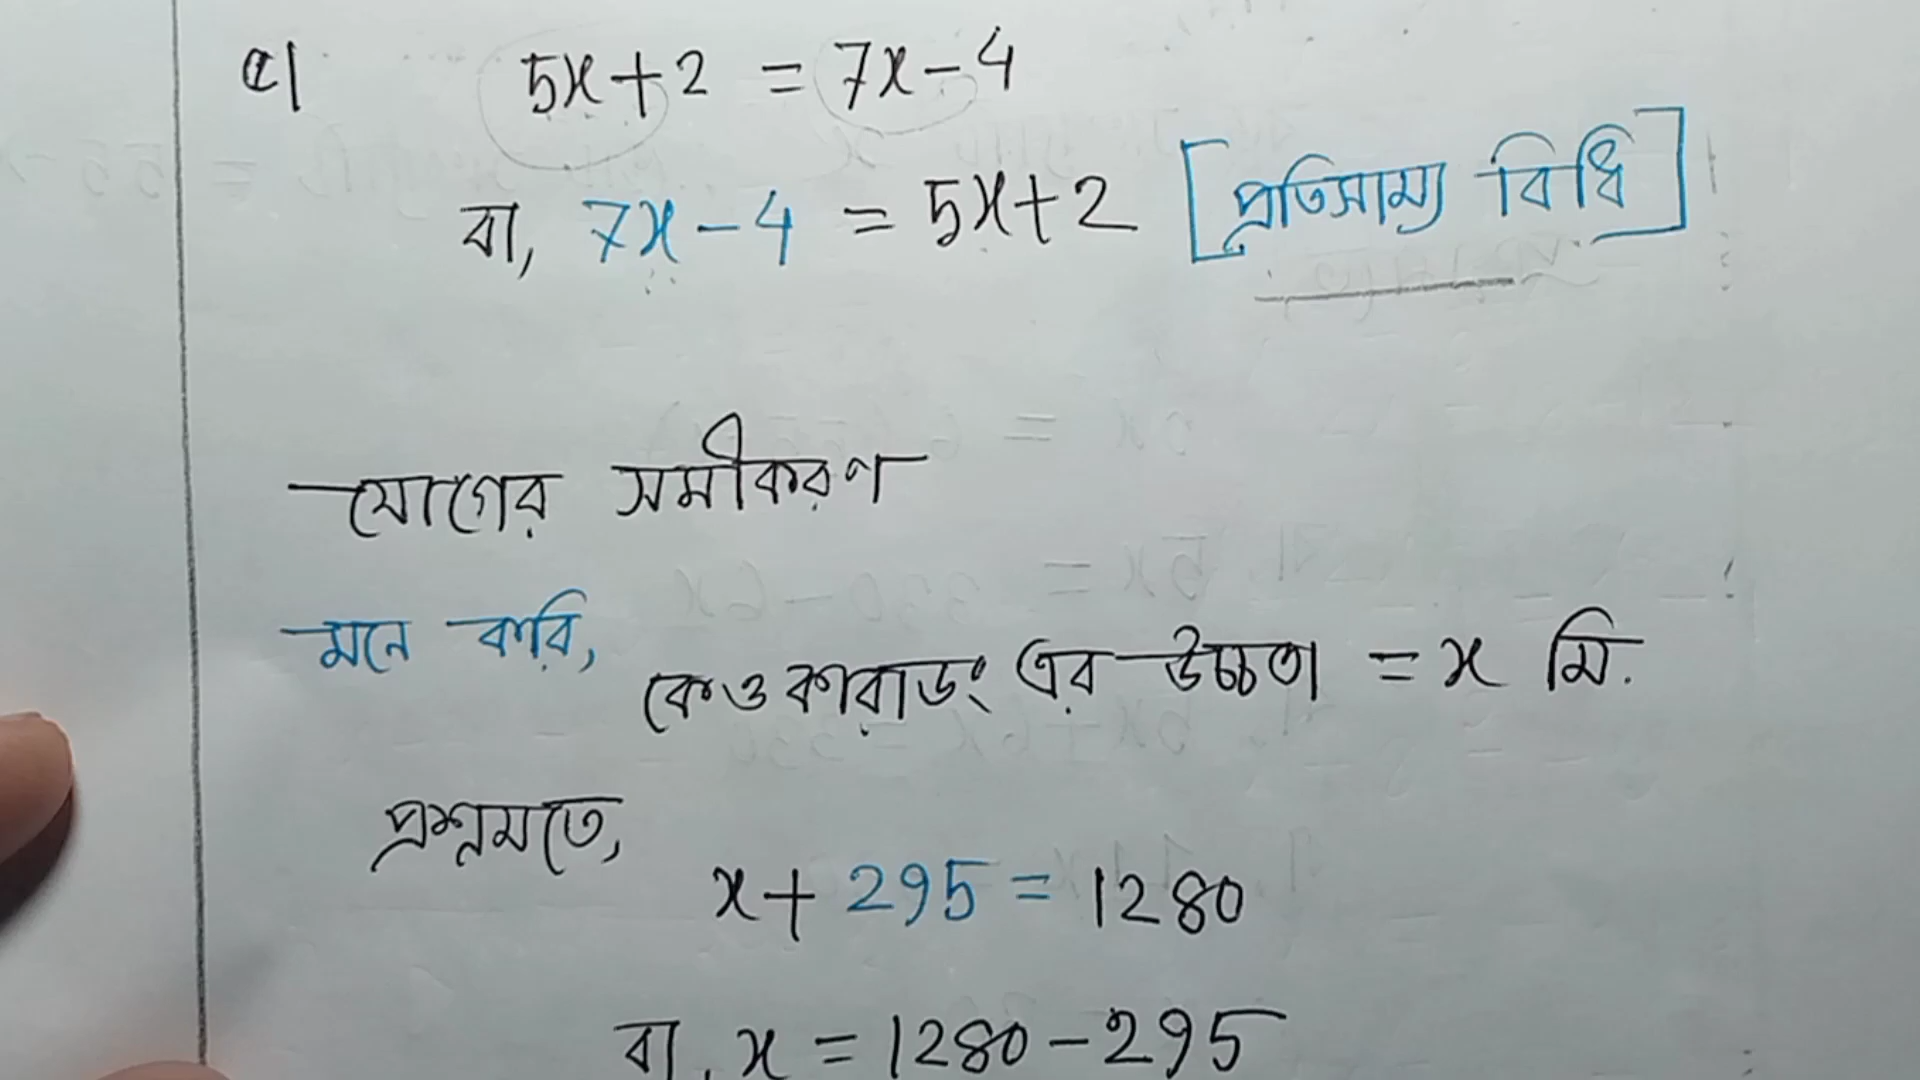 ৫। 5x+2 = 7x-4
বা, 7x-4 = 5x+2 [প্রতিসাম্য বিধি]
যোগের সমীকরণ
মনে করি,
কেওকারাডং এর উচ্চতা = x মি.
প্রশ্নমতে,
x+295 = 1280
বা, x = 1280-295